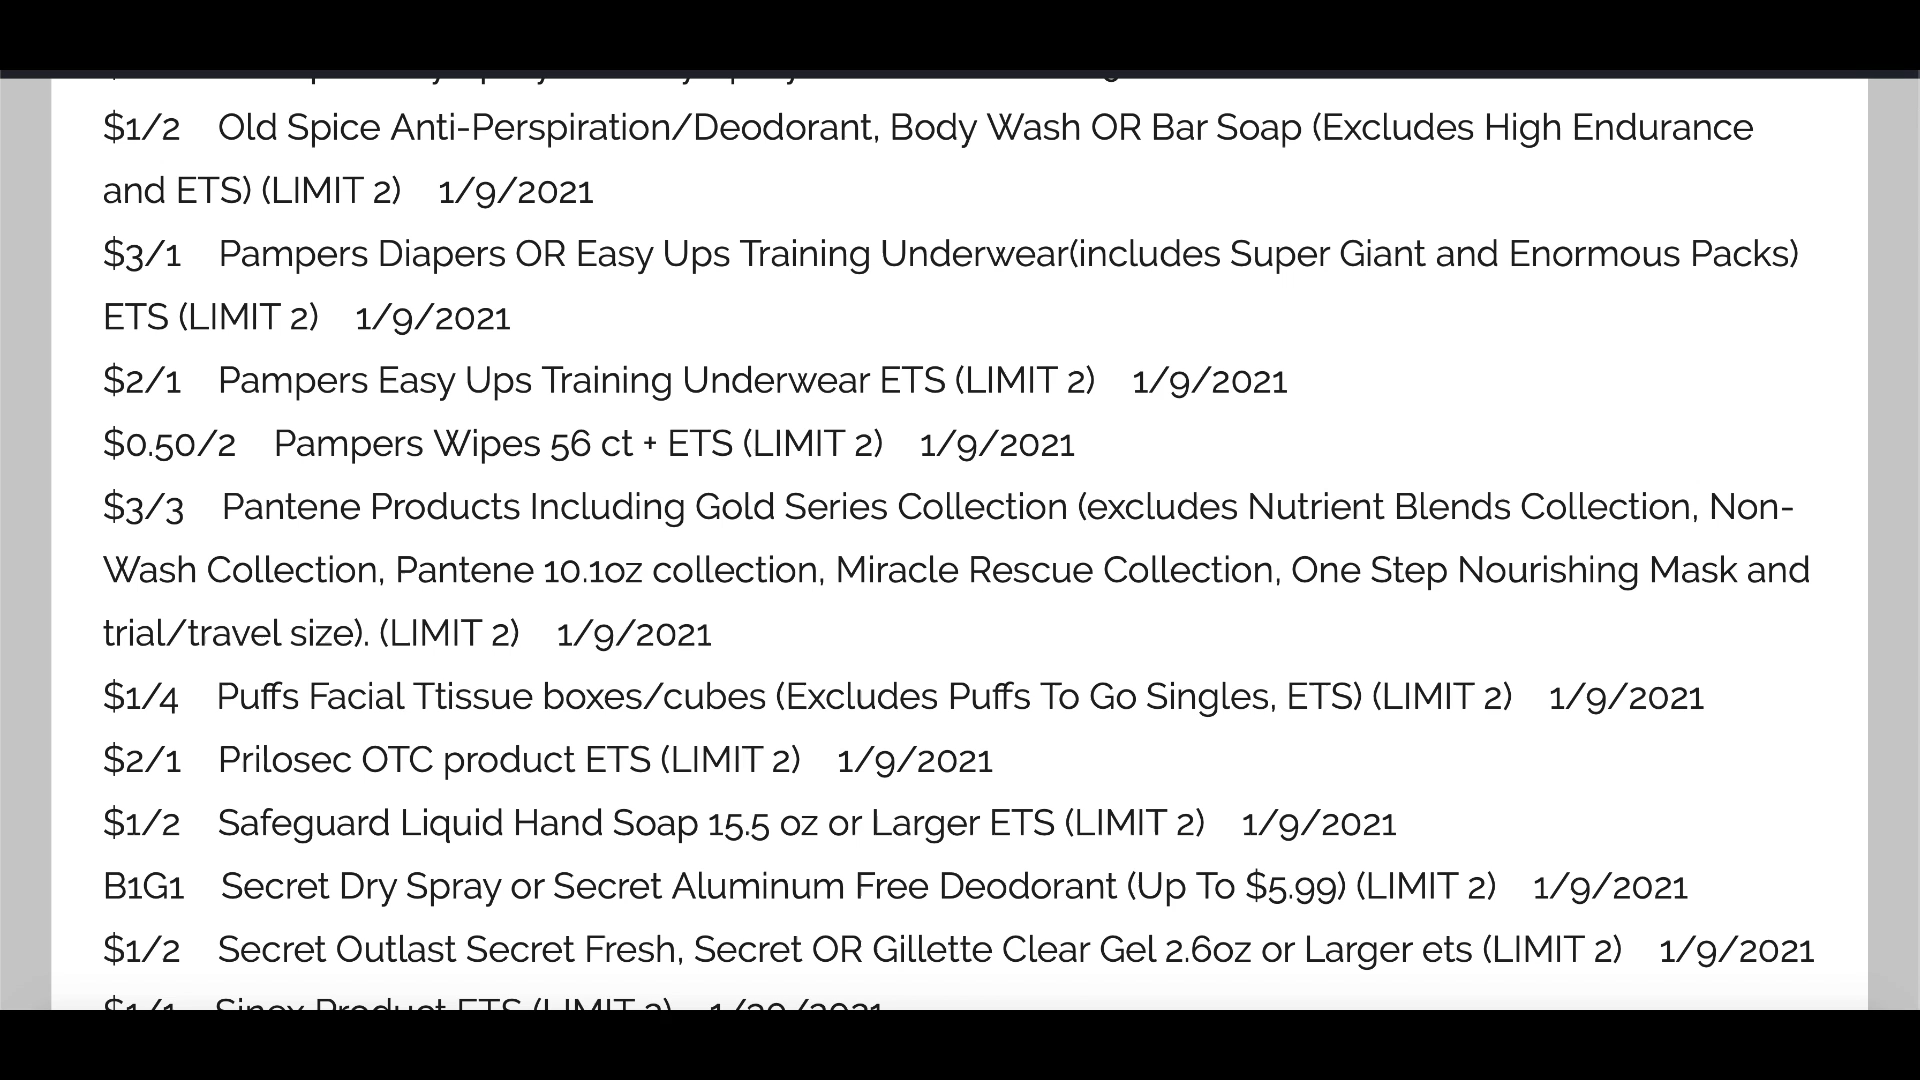 $1/2 Old Spice Anti-Perspiration/Deodorant, Body Wash OR Bar Soap (Excludes High Endurance
and ETS) (LIMIT 2) 1/9/2021
$3/1 Pampers Diapers OR Easy Ups Training Underwear(includes Super Giant and Enormous Packs)
ETS (LIMIT 2) 1/9/2021
$2/1 Pampers Easy Ups Training Underwear ETS (LIMIT 2) 1/9/2021
$0.50/2 Pampers Wipes 56 ct + ETS (LIMIT 2) 1/9/2021
$3/3 Pantene Products Including Gold Series Collection (excludes Nutrient Blends Collection, Non-
Wash Collection, Pantene 10.1oz collection, Miracle Rescue Collection, One Step Nourishing Mask and
trial/travel size). (LIMIT 2) 1/9/2021
$1/4 Puffs Facial Ttissue boxes/cubes (Excludes Puffs To Go Singles, ETS) (LIMIT 2) 1/9/2021
$2/1 Prilosec OTC product ETS (LIMIT 2) 1/9/2021
$1/2 Safeguard Liquid Hand Soap 15.5 oz or Larger ETS (LIMIT 2) 1/9/2021
B1G1 Secret Dry Spray or Secret Aluminum Free Deodorant (Up To $5.99) (LIMIT 2) 1/9/2021
$1/2 Secret Outlast Secret Fresh, Secret OR Gillette Clear Gel 2.6oz or Larger ets (LIMIT 2) 1/9/2021
$1/1 Sinex Product ETS (LIMIT 2)